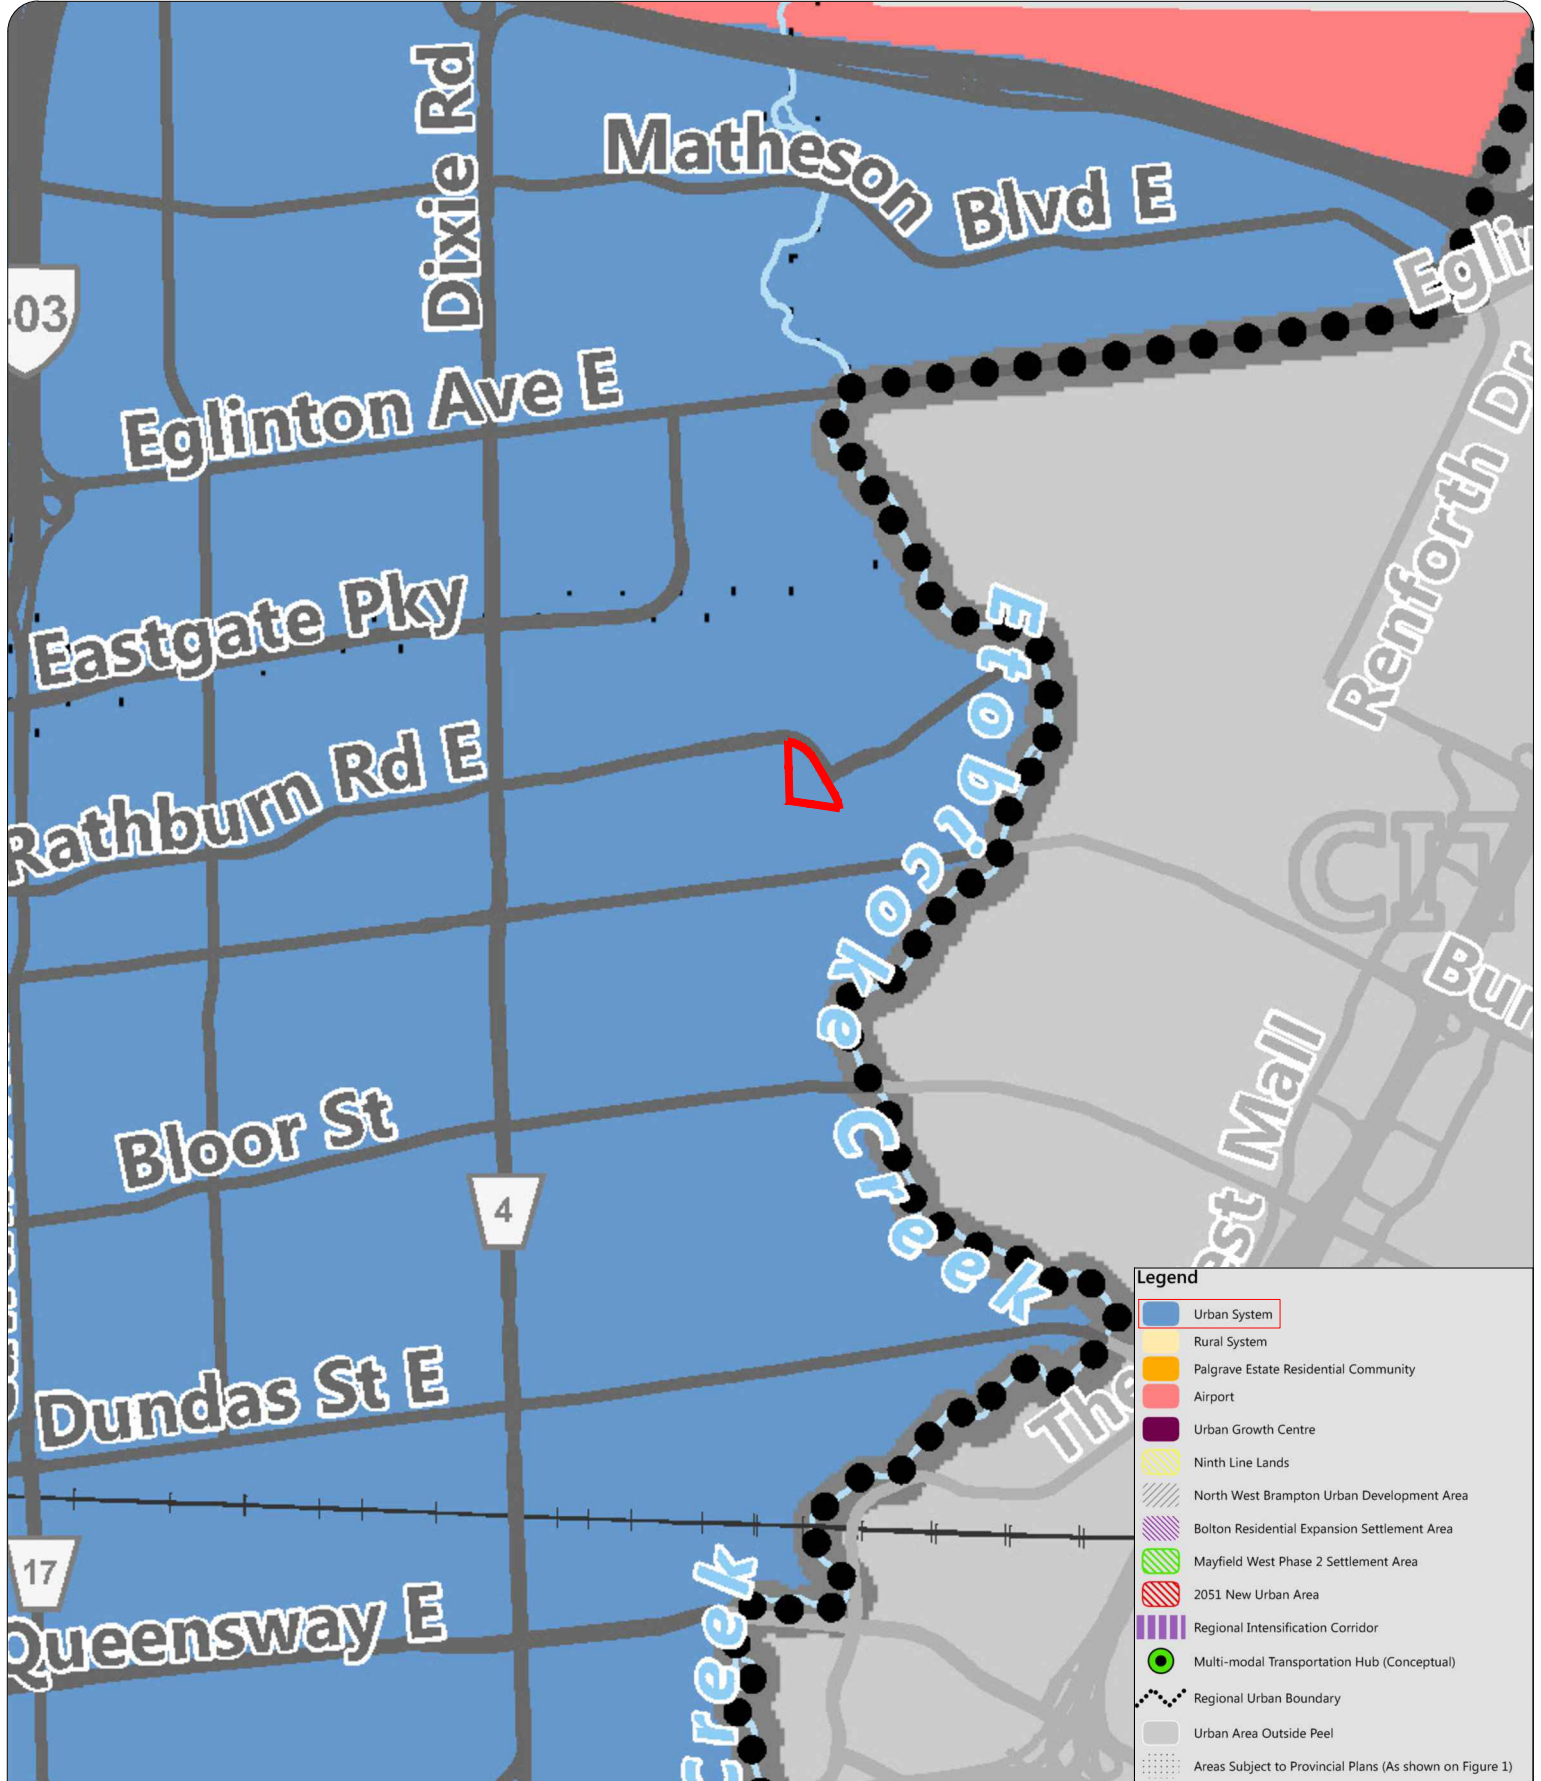 Dixie Rd
Matheson Blvd E
03
Eglinton Ave E
Renforth Dr
Eastgate Pky
Rathburn Rd E
Etobicoke Creek
Bloor St
4
Dundas St E
17
Queensway E
Creek
Mall
The
Legend
Urban System
Rural System
Palgrave Estate Residential Community
Airport
Urban Growth Centre
Ninth Line Lands
North West Brampton Urban Development Area
Bolton Residential Expansion Settlement Area
Mayfield West Phase 2 Settlement Area
2051 New Urban Area
Regional Intensification Corridor
Multi-modal Transportation Hub (Conceptual)
Regional Urban Boundary
Urban Area Outside Peel
Areas Subject to Provincial Plans (As shown on Figure 1)